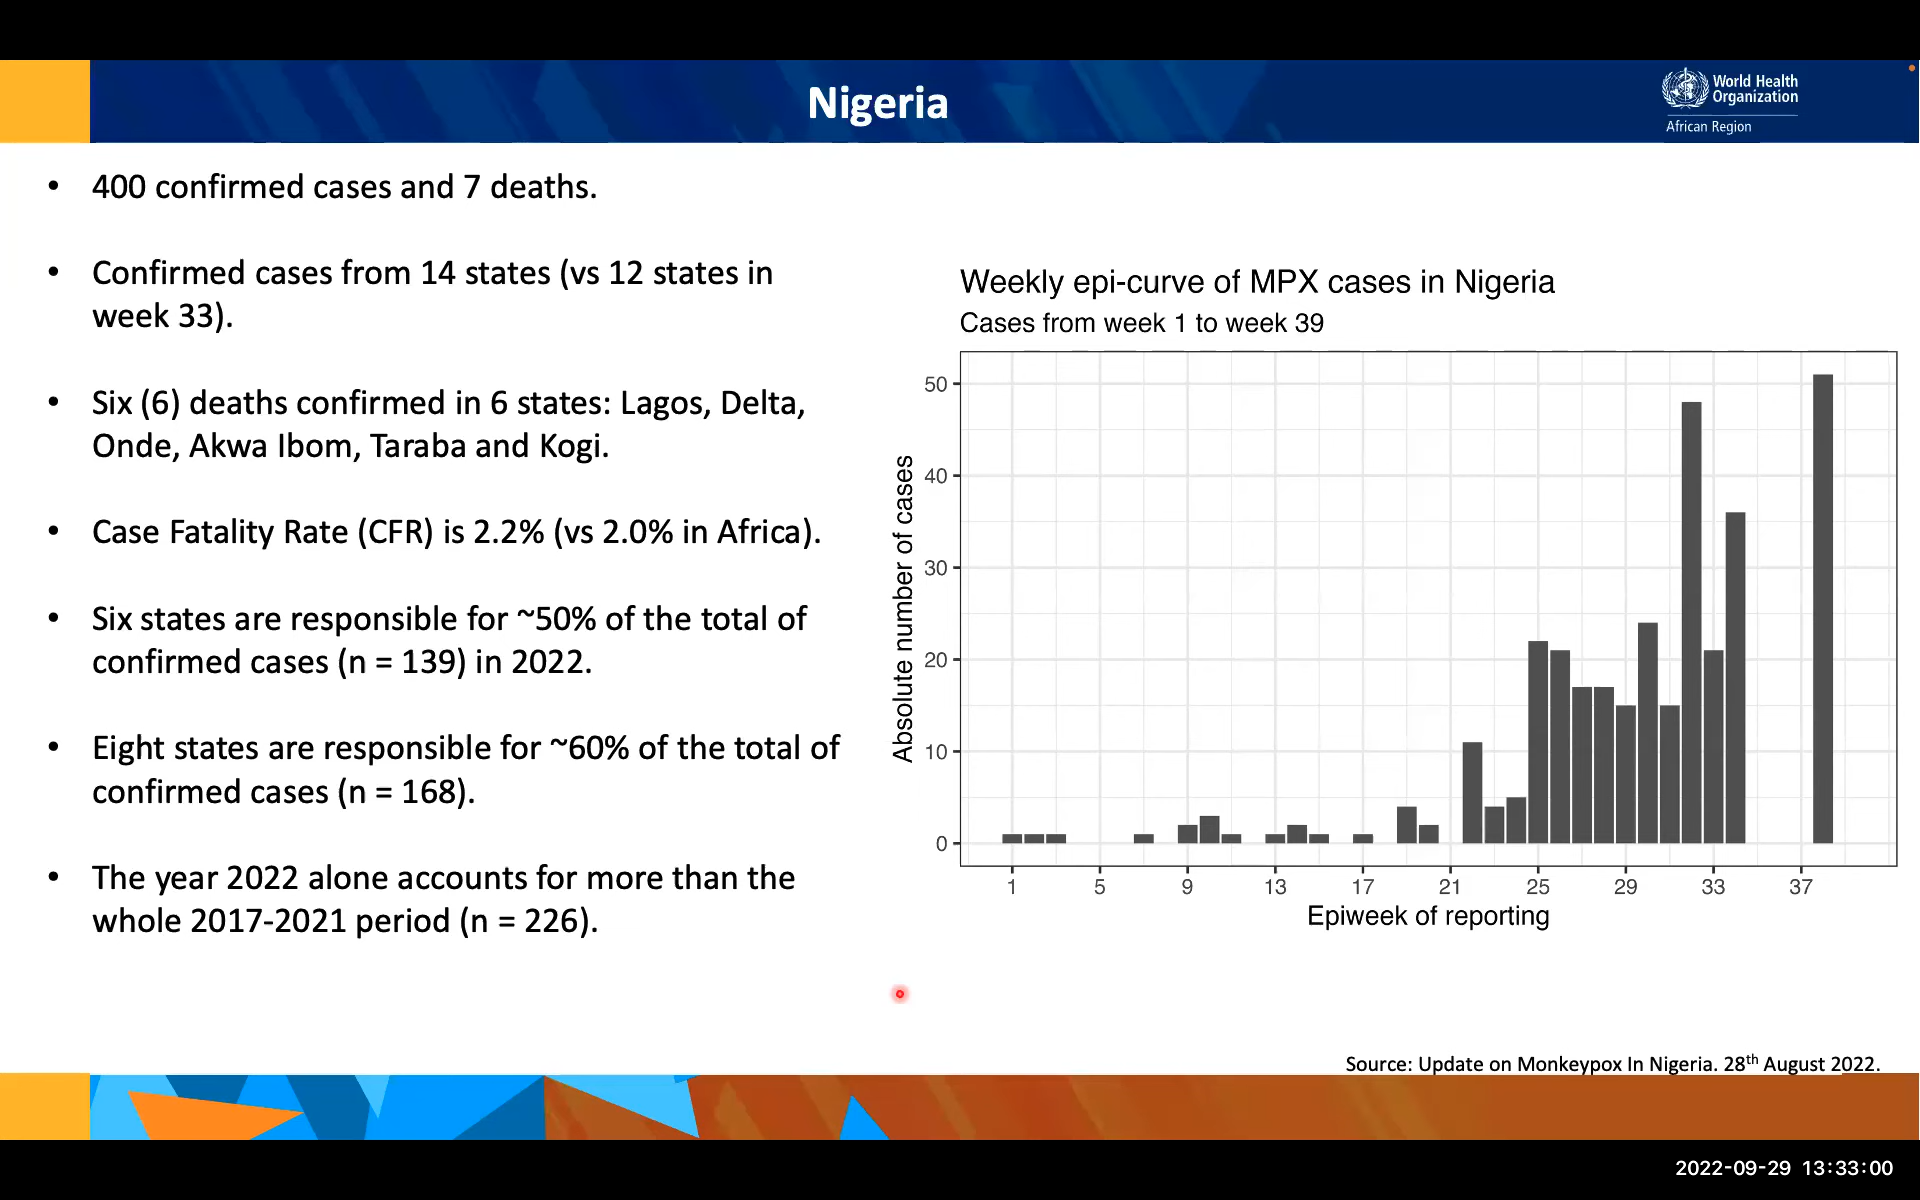 Nigeria
World Health
Organization
African Region
• 400 confirmed cases and 7 deaths.
• Confirmed cases from 14 states (vs 12 states in
week 33).
• Six (6) deaths confirmed in 6 states: Lagos, Delta,
Onde, Akwa Ibom, Taraba and Kogi.
• Case Fatality Rate (CFR) is 2.2% (vs 2.0% in Africa).
• Six states are responsible for ~50% of the total of
confirmed cases (n = 139) in 2022.
• Eight states are responsible for ~60% of the total of
confirmed cases (n = 168).
• The year 2022 alone accounts for more than the
whole 2017-2021 period (n = 226).
Weekly epi-curve of MPX cases in Nigeria
Cases from week 1 to week 39
Absolute number of cases
50
40
30
20
10
0
1 5 9 13 17 21 25 29 33 37
Epiweek of reporting
Source: Update on Monkeypox In Nigeria. 28th August 2022.
2022-09-29 13:33:00